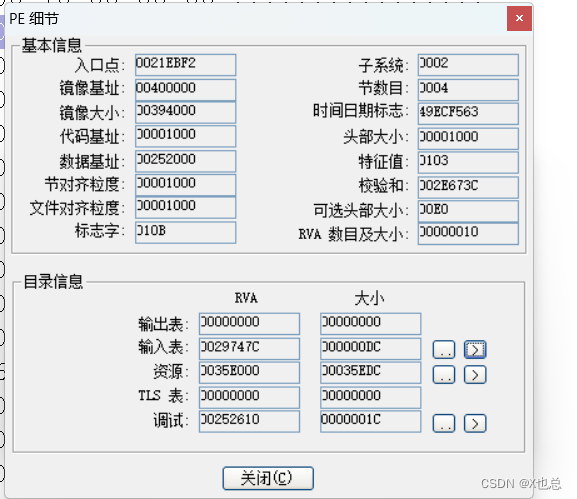 PE 细节
基本信息
入口点: 0021EBF2 子系统: 0002
镜像基址: 00400000 节数目: 0004
镜像大小: 00394000 时间日期标志: 49ECF563
代码基址: 00001000 头部大小: 00001000
数据基址: 00252000 特征值: 0103
节对齐粒度: 00001000 校验和: 002E673C
文件对齐粒度: 00001000 可选头部大小: 00E0
标志字: 010B RVA 数目及大小: 00000010
目录信息
RVA 大小
输出表: 00000000 00000000
输入表: 0029747C 000000DC .. >
资源: 0035E000 00035EDC .. >
TLS 表: 00000000 00000000
调试: 00252610 0000001C .. >
关闭(C)
CSDN @X也总